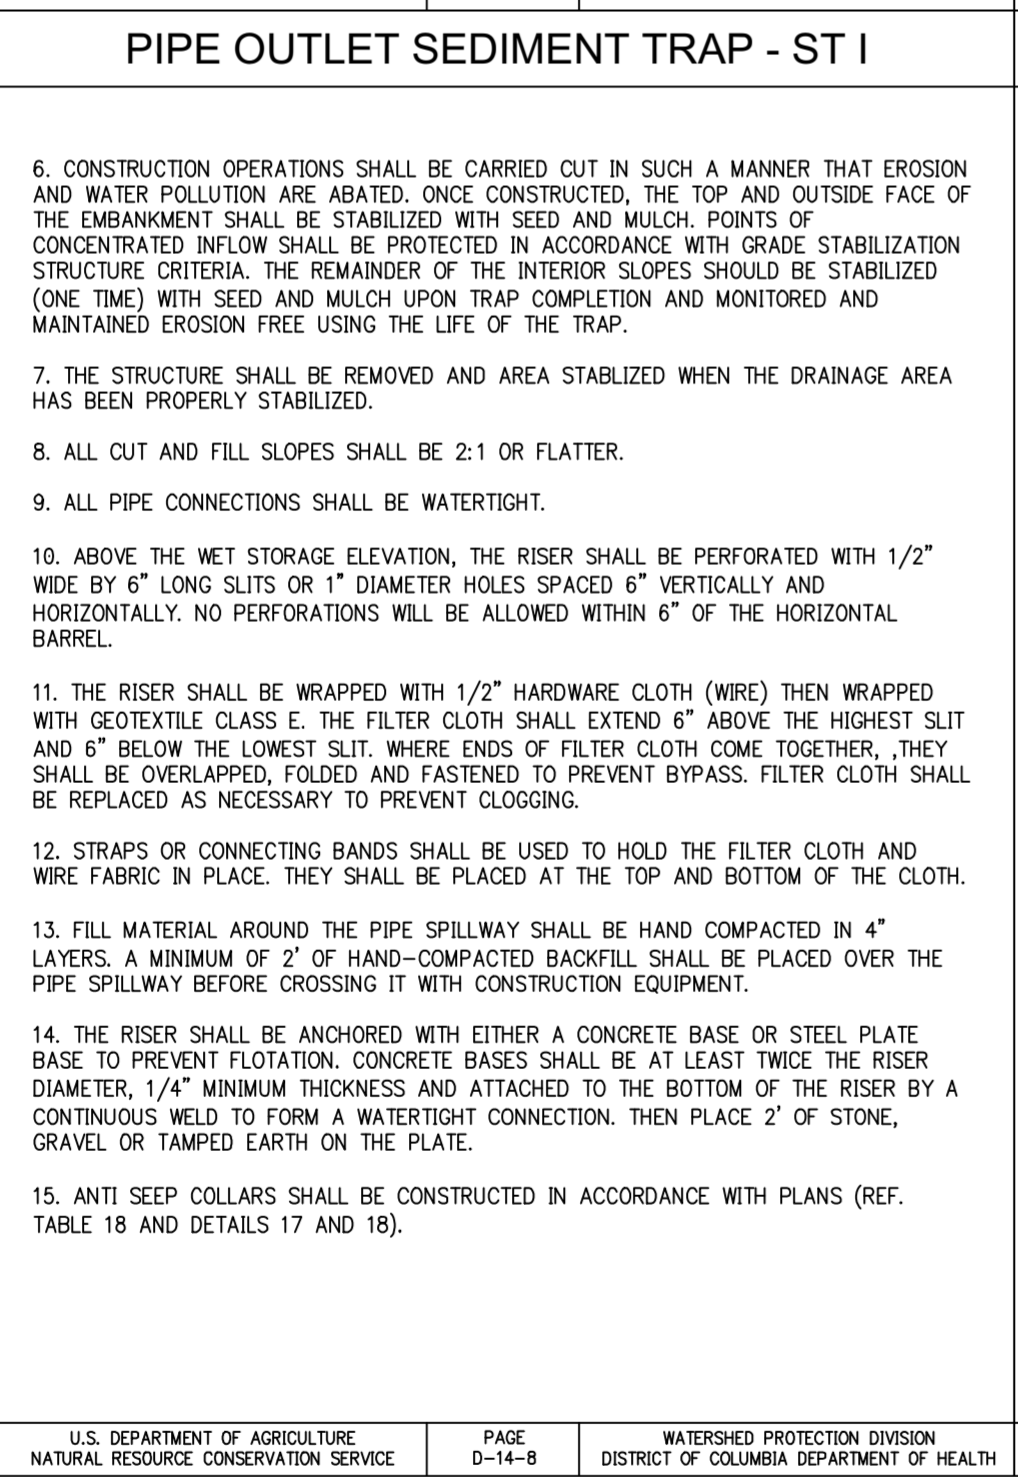 PIPE OUTLET SEDIMENT TRAP - ST I
6. CONSTRUCTION OPERATIONS SHALL BE CARRIED CUT IN SUCH A MANNER THAT EROSION
AND WATER POLLUTION ARE ABATED. ONCE CONSTRUCTED, THE TOP AND OUTSIDE FACE OF
THE EMBANKMENT SHALL BE STABILIZED WITH SEED AND MULCH. POINTS OF
CONCENTRATED INFLOW SHALL BE PROTECTED IN ACCORDANCE WITH GRADE STABILIZATION
STRUCTURE CRITERIA. THE REMAINDER OF THE INTERIOR SLOPES SHOULD BE STABILIZED
(ONE TIME) WITH SEED AND MULCH UPON TRAP COMPLETION AND MONITORED AND
MAINTAINED EROSION FREE USING THE LIFE OF THE TRAP.
7. THE STRUCTURE SHALL BE REMOVED AND AREA STABLIZED WHEN THE DRAINAGE AREA
HAS BEEN PROPERLY STABILIZED.
8. ALL CUT AND FILL SLOPES SHALL BE 2:1 OR FLATTER.
9. ALL PIPE CONNECTIONS SHALL BE WATERTIGHT.
10. ABOVE THE WET STORAGE ELEVATION, THE RISER SHALL BE PERFORATED WITH 1/2"
WIDE BY 6" LONG SLITS OR 1" DIAMETER HOLES SPACED 6" VERTICALLY AND
HORIZONTALLY. NO PERFORATIONS WILL BE ALLOWED WITHIN 6" OF THE HORIZONTAL
BARREL.
11. THE RISER SHALL BE WRAPPED WITH 1/2" HARDWARE CLOTH (WIRE) THEN WRAPPED
WITH GEOTEXTILE CLASS E. THE FILTER CLOTH SHALL EXTEND 6" ABOVE THE HIGHEST SLIT
AND 6" BELOW THE LOWEST SLIT. WHERE ENDS OF FILTER CLOTH COME TOGETHER, ,THEY
SHALL BE OVERLAPPED, FOLDED AND FASTENED TO PREVENT BYPASS. FILTER CLOTH SHALL
BE REPLACED AS NECESSARY TO PREVENT CLOGGING.
12. STRAPS OR CONNECTING BANDS SHALL BE USED TO HOLD THE FILTER CLOTH AND
WIRE FABRIC IN PLACE. THEY SHALL BE PLACED AT THE TOP AND BOTTOM OF THE CLOTH.
13. FILL MATERIAL AROUND THE PIPE SPILLWAY SHALL BE HAND COMPACTED IN 4"
LAYERS. A MINIMUM OF 2' OF HAND-COMPACTED BACKFILL SHALL BE PLACED OVER THE
PIPE SPILLWAY BEFORE CROSSING IT WITH CONSTRUCTION EQUIPMENT.
14. THE RISER SHALL BE ANCHORED WITH EITHER A CONCRETE BASE OR STEEL PLATE
BASE TO PREVENT FLOTATION. CONCRETE BASES SHALL BE AT LEAST TWICE THE RISER
DIAMETER, 1/4" MINIMUM THICKNESS AND ATTACHED TO THE BOTTOM OF THE RISER BY A
CONTINUOUS WELD TO FORM A WATERTIGHT CONNECTION. THEN PLACE 2' OF STONE,
GRAVEL OR TAMPED EARTH ON THE PLATE.
15. ANTI SEEP COLLARS SHALL BE CONSTRUCTED IN ACCORDANCE WITH PLANS (REF.
TABLE 18 AND DETAILS 17 AND 18).
U.S. DEPARTMENT OF AGRICULTURE
NATURAL RESOURCE CONSERVATION SERVICE
PAGE
D-14-8
WATERSHED PROTECTION DIVISION
DISTRICT OF COLUMBIA DEPARTMENT OF HEALTH